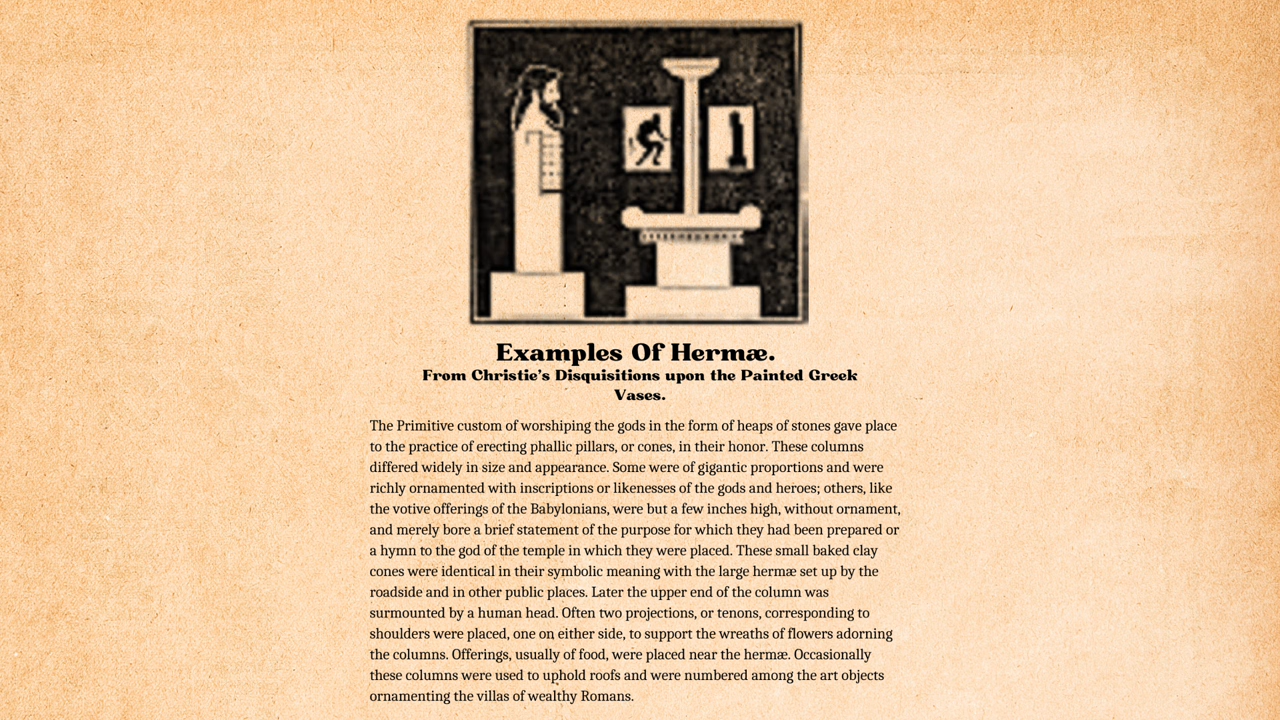 Examples Of Hermæ.
From Christie's Disquisitions upon the Painted Greek
Vases.
The Primitive custom of worshiping the gods in the form of heaps of stones gave place
to the practice of erecting phallic pillars, or cones, in their honor. These columns
differed widely in size and appearance. Some were of gigantic proportions and were
richly ornamented with inscriptions or likenesses of the gods and heroes; others, like
the votive offerings of the Babylonians, were but a few inches high, without ornament,
and merely bore a brief statement of the purpose for which they had been prepared or
a hymn to the god of the temple in which they were placed. These small baked clay
cones were identical in their symbolic meaning with the large hermæ set up by the
roadside and in other public places. Later the upper end of the column was
surmounted by a human head. Often two projections, or tenons, corresponding to
shoulders were placed, one on either side, to support the wreaths of flowers adorning
the columns. Offerings, usually of food, were placed near the hermæ. Occasionally
these columns were used to uphold roofs and were numbered among the art objects
ornamenting the villas of wealthy Romans.